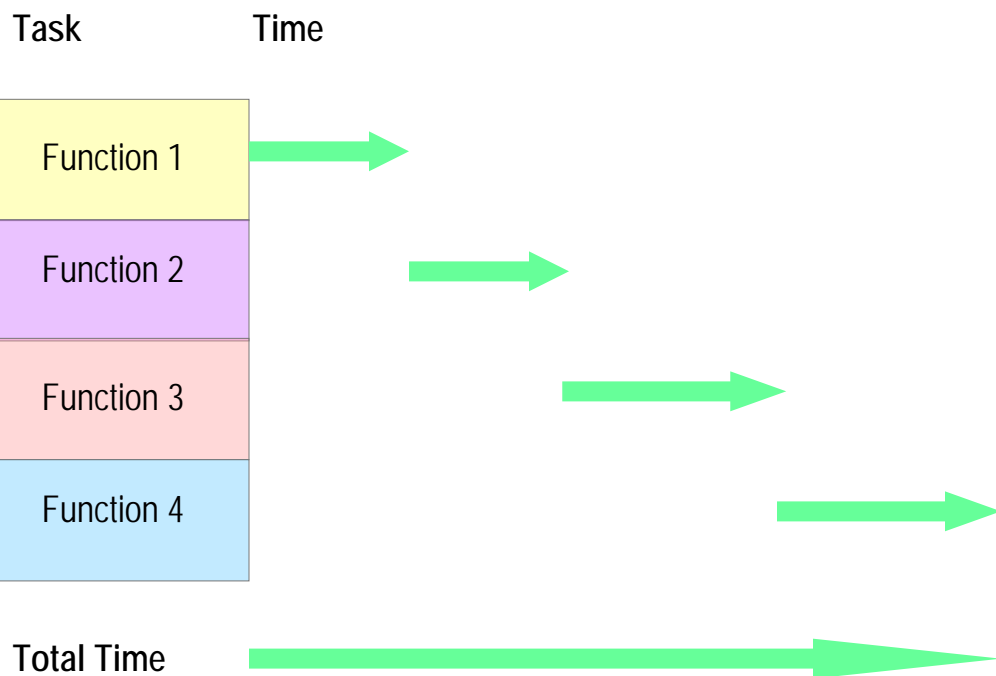 Task Time
Function 1
Function 2
Function 3
Function 4
Total Time